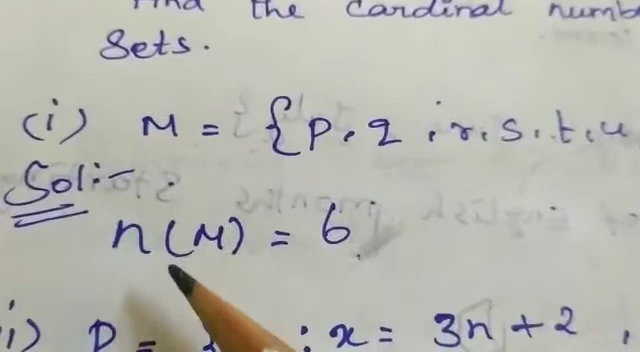 the cardinal
Sets.
(i) M = {p, q, r, s, t, u
Sol:-
n(M) = 6
i) P = { : x = 3n + 2,